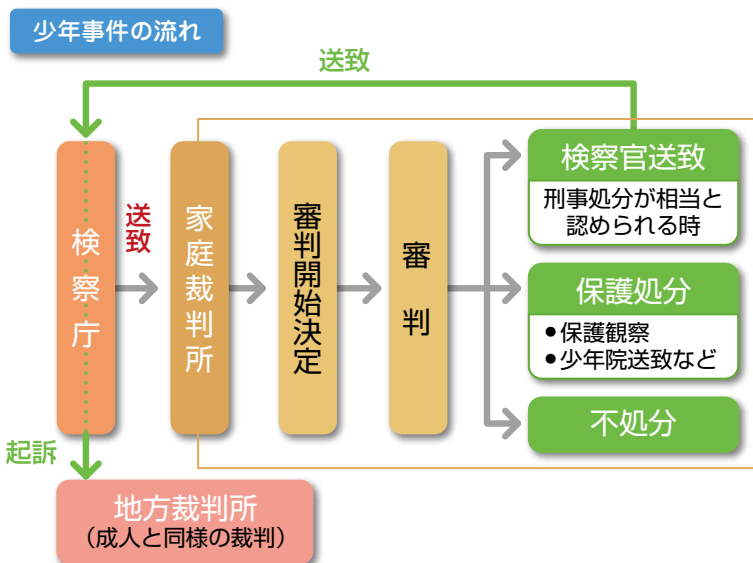 少年事件の流れ
送致
検察庁
送致
家庭裁判所
審判開始決定
審判
検察官送致
刑事処分が相当と
認められる時
保護処分
●保護観察
●少年院送致など
不処分
起訴
地方裁判所
（成人と同様の裁判）